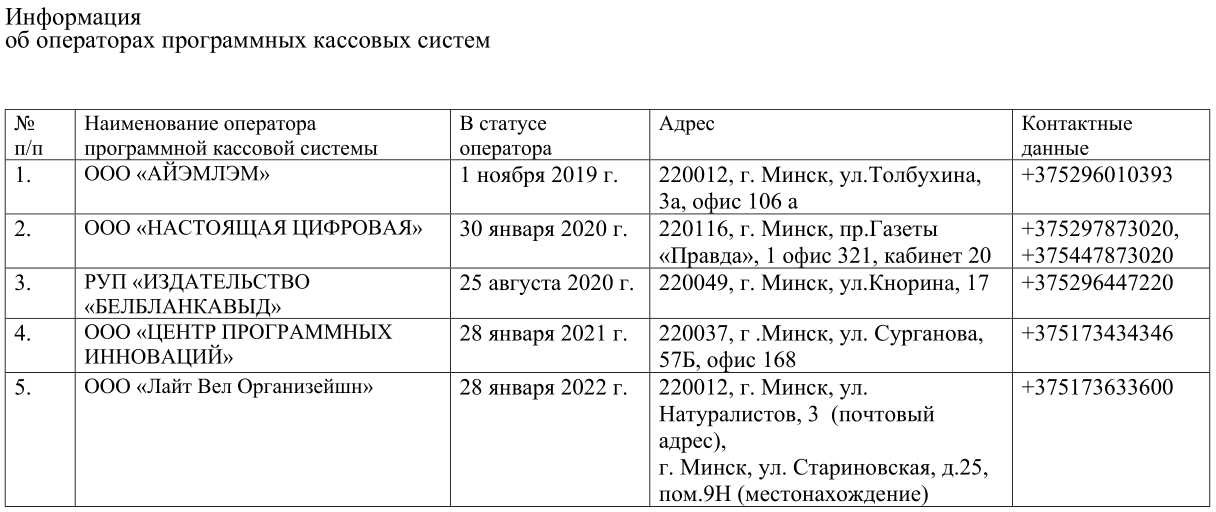 Информация
об операторах программных кассовых систем
№ п/п Наименование оператора программной кассовой системы В статусе оператора Адрес Контактные данные
1. ООО «АЙЭМЛЭМ» 1 ноября 2019 г. 220012, г. Минск, ул.Толбухина, +375296010393
3а, офис 106 а
2. ООО «НАСТОЯЩАЯ ЦИФРОВАЯ» 30 января 2020 г. 220116, г. Минск, пр.Газеты +375297873020,
«Правда», 1 офис 321, кабинет 20 +375447873020
3. РУП «ИЗДАТЕЛЬСТВО 25 августа 2020 г. 220049, г. Минск, ул.Кнорина, 17 +375296447220
«БЕЛБЛАНКАВЫД»
4. ООО «ЦЕНТР ПРОГРАММНЫХ 28 января 2021 г. 220037, г .Минск, ул. Сурганова, +375173434346
ИННОВАЦИЙ» 57Б, офис 168
5. ООО «Лайт Вел Организейшн» 28 января 2022 г. 220012, г. Минск, ул. +375173633600
Натуралистов, 3  (почтовый
адрес),
г. Минск, ул. Стариновская, д.25,
пом.9Н (местонахождение)